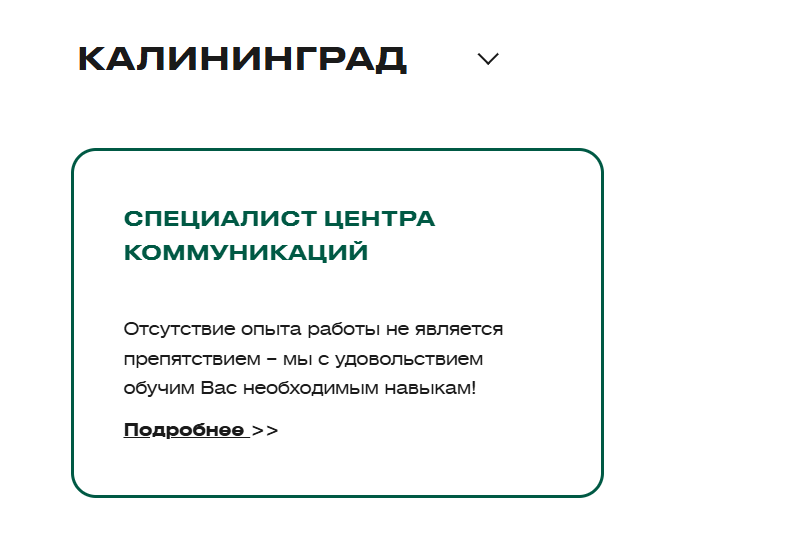 КАЛИНИНГРАД
СПЕЦИАЛИСТ ЦЕНТРА
КОММУНИКАЦИЙ
Отсутствие опыта работы не является
препятствием – мы с удовольствием
обучим Вас необходимым навыкам!
Подробнее >>